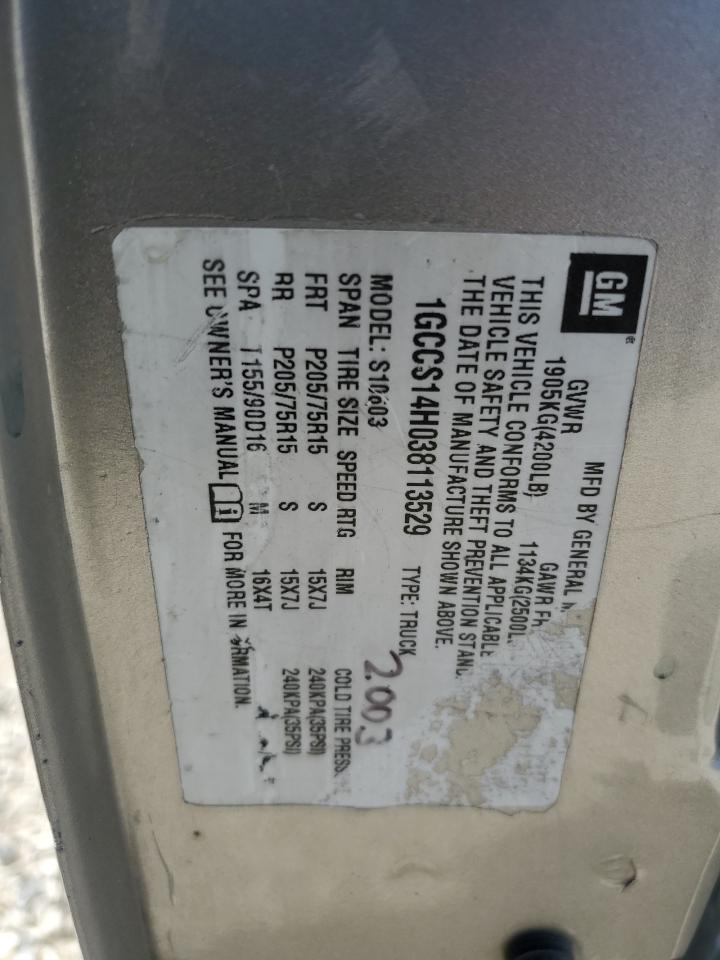 GM
MFD BY GENERAL
GVWR GAWR
1905KG(4200LB) 1134KG(2500L
THIS VEHICLE CONFORMS TO ALL APPLICABLE
VEHICLE SAFETY AND THEFT PREVENTION STAND
THE DATE OF MANUFACTURE SHOWN ABOVE.
1GCCS14H038113529 TYPE: TRUCK
2003
MODEL: S10603
SPAN TIRE SIZE SPEED RTG RIM COLD TIRE PRESS
FRT P205/75R15 S 15X7J 240KPA(35PSI)
RR P205/75R15 S 15X7J 240KPA(35PSI)
SPA T155/90D16 M 16X4T
SEE OWNER'S MANUAL FOR MORE IN RMATION.